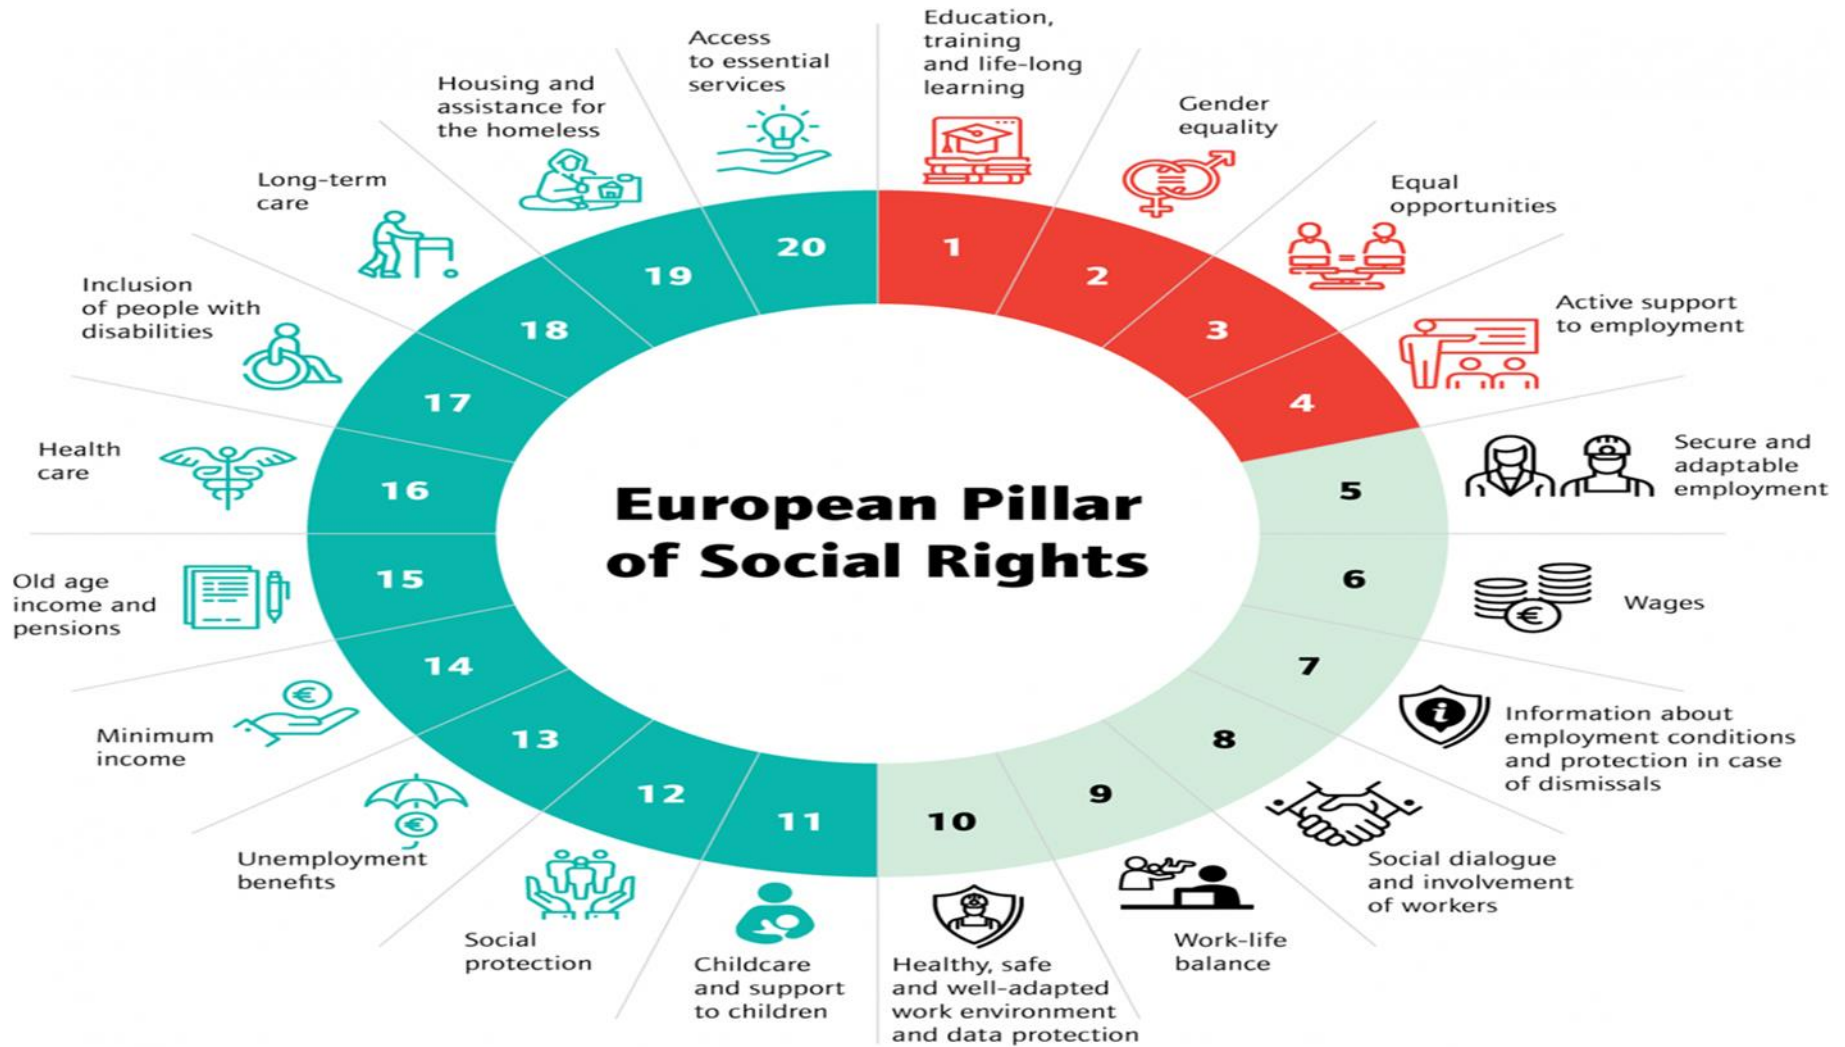 Education,
training
and life-long
learning
Gender
equality
Equal
opportunities
Active support
to employment
Secure and
adaptable
employment
Wages
Information about
employment conditions
and protection in case
of dismissals
Social dialogue
and involvement
of workers
Work-life
balance
Healthy, safe
and well-adapted
work environment
and data protection
Childcare
and support
to children
Social
protection
Unemployment
benefits
Minimum
income
Old age
income and
pensions
Health
care
Inclusion
of people with
disabilities
Long-term
care
Housing and
assistance for
the homeless
Access
to essential
services
1
2
3
4
5
6
7
8
9
10
11
12
13
14
15
16
17
18
19
20
European Pillar
of Social Rights